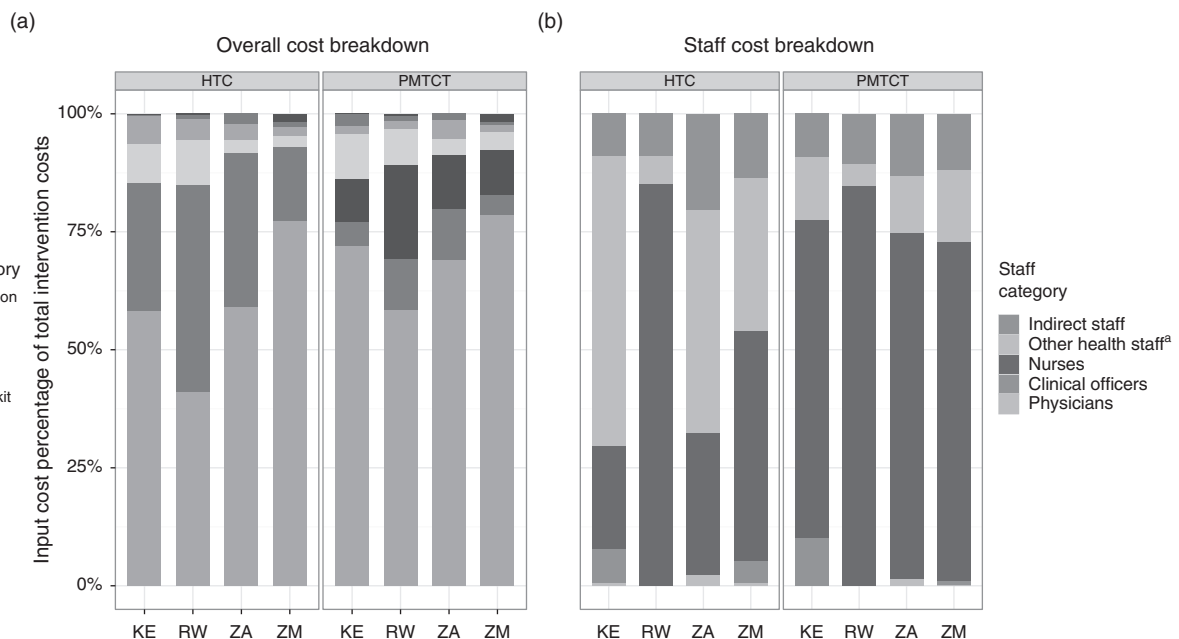 (a)
(b)
Overall cost breakdown
Staff cost breakdown
HTC
PMTCT
HTC
PMTCT
Input cost percentage of total intervention costs
100%
75%
50%
25%
0%
ory
on
kit
KE RW ZA ZM
KE RW ZA ZM
KE RW ZA ZM
KE RW ZA ZM
Staff
category
Indirect staff
Other health staffᵃ
Nurses
Clinical officers
Physicians